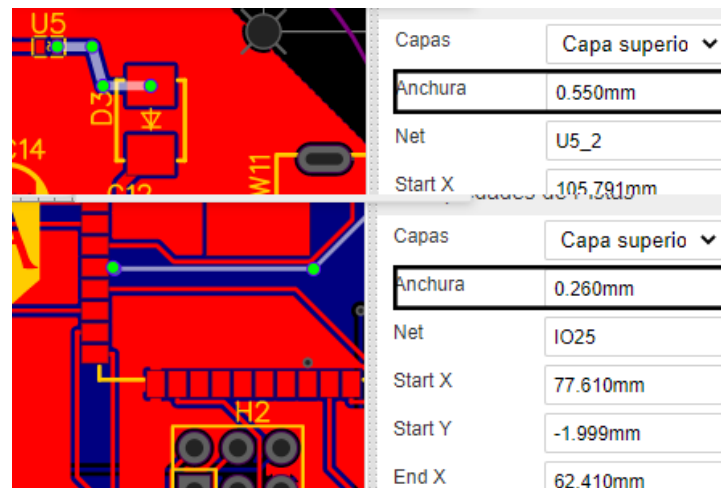 U5
D3
14
C12
W11
Capas
Capa superio
Anchura
0.550mm
Net
U5_2
Start X
105.791mm
H2
Capas
Capa superio
Anchura
0.260mm
Net
IO25
Start X
77.610mm
Start Y
-1.999mm
End X
62.410mm